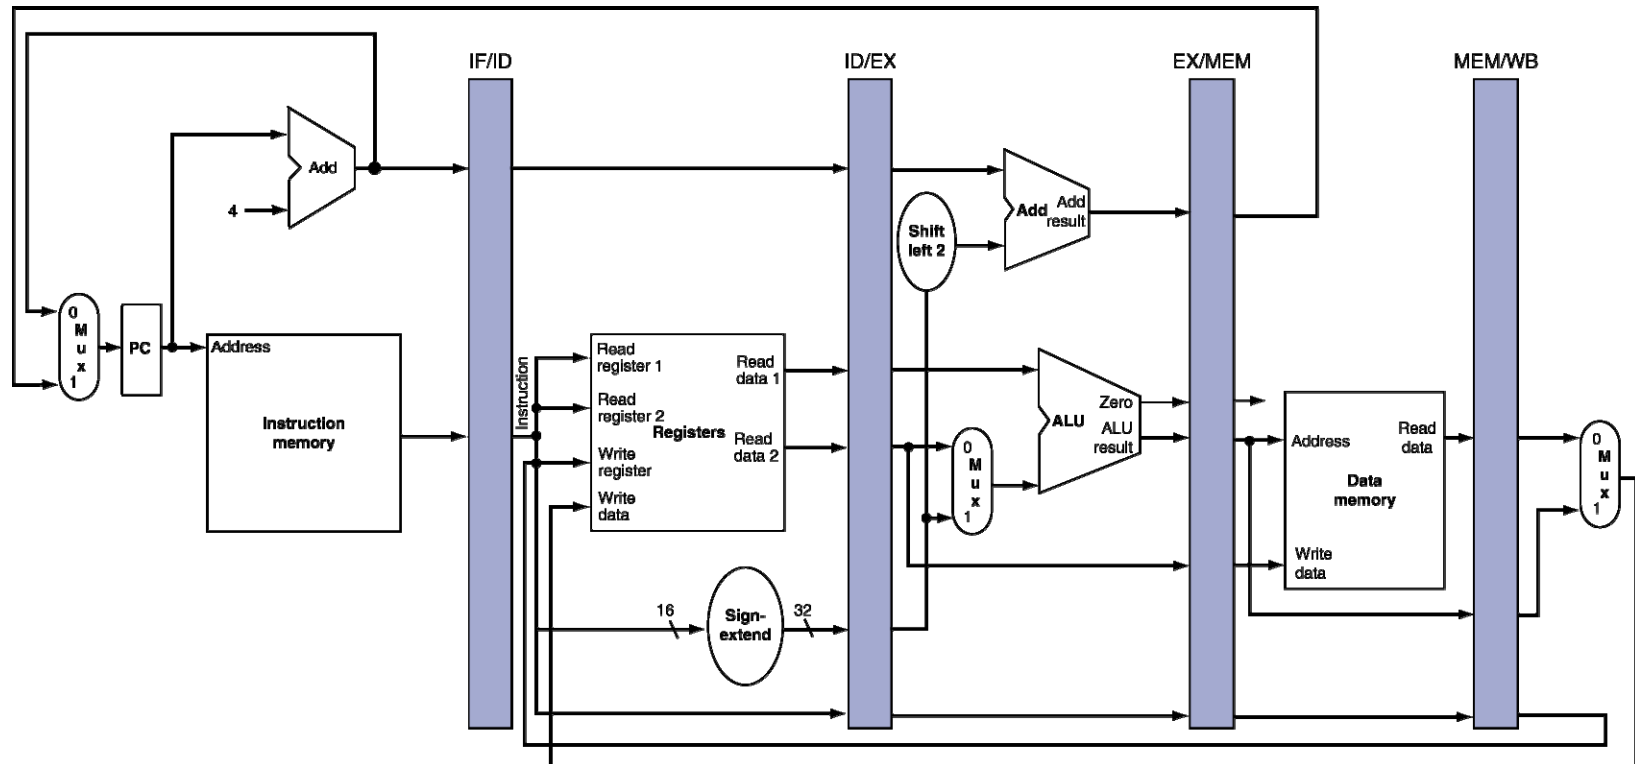 IF/ID
ID/EX
EX/MEM
MEM/WB
Add
4
Add
Add
result
Shift
left 2
0
M
u
x
1
PC
Address
Instruction
memory
Instruction
Read
register 1
Read
register 2
Write
register
Write
data
Registers
Read
data 1
Read
data 2
16
Sign-
extend
32
0
M
u
x
1
ALU
Zero
ALU
result
Address
Read
data
Data
memory
Write
data
0
M
u
x
1